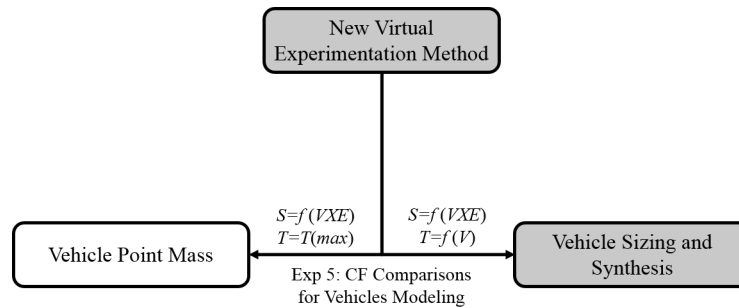 New Virtual
Experimentation Method
S=f (VXE)
T=T(max)
S=f (VXE)
T=f (V)
Vehicle Point Mass
Vehicle Sizing and
Synthesis
Exp 5: CF Comparisons
for Vehicles Modeling